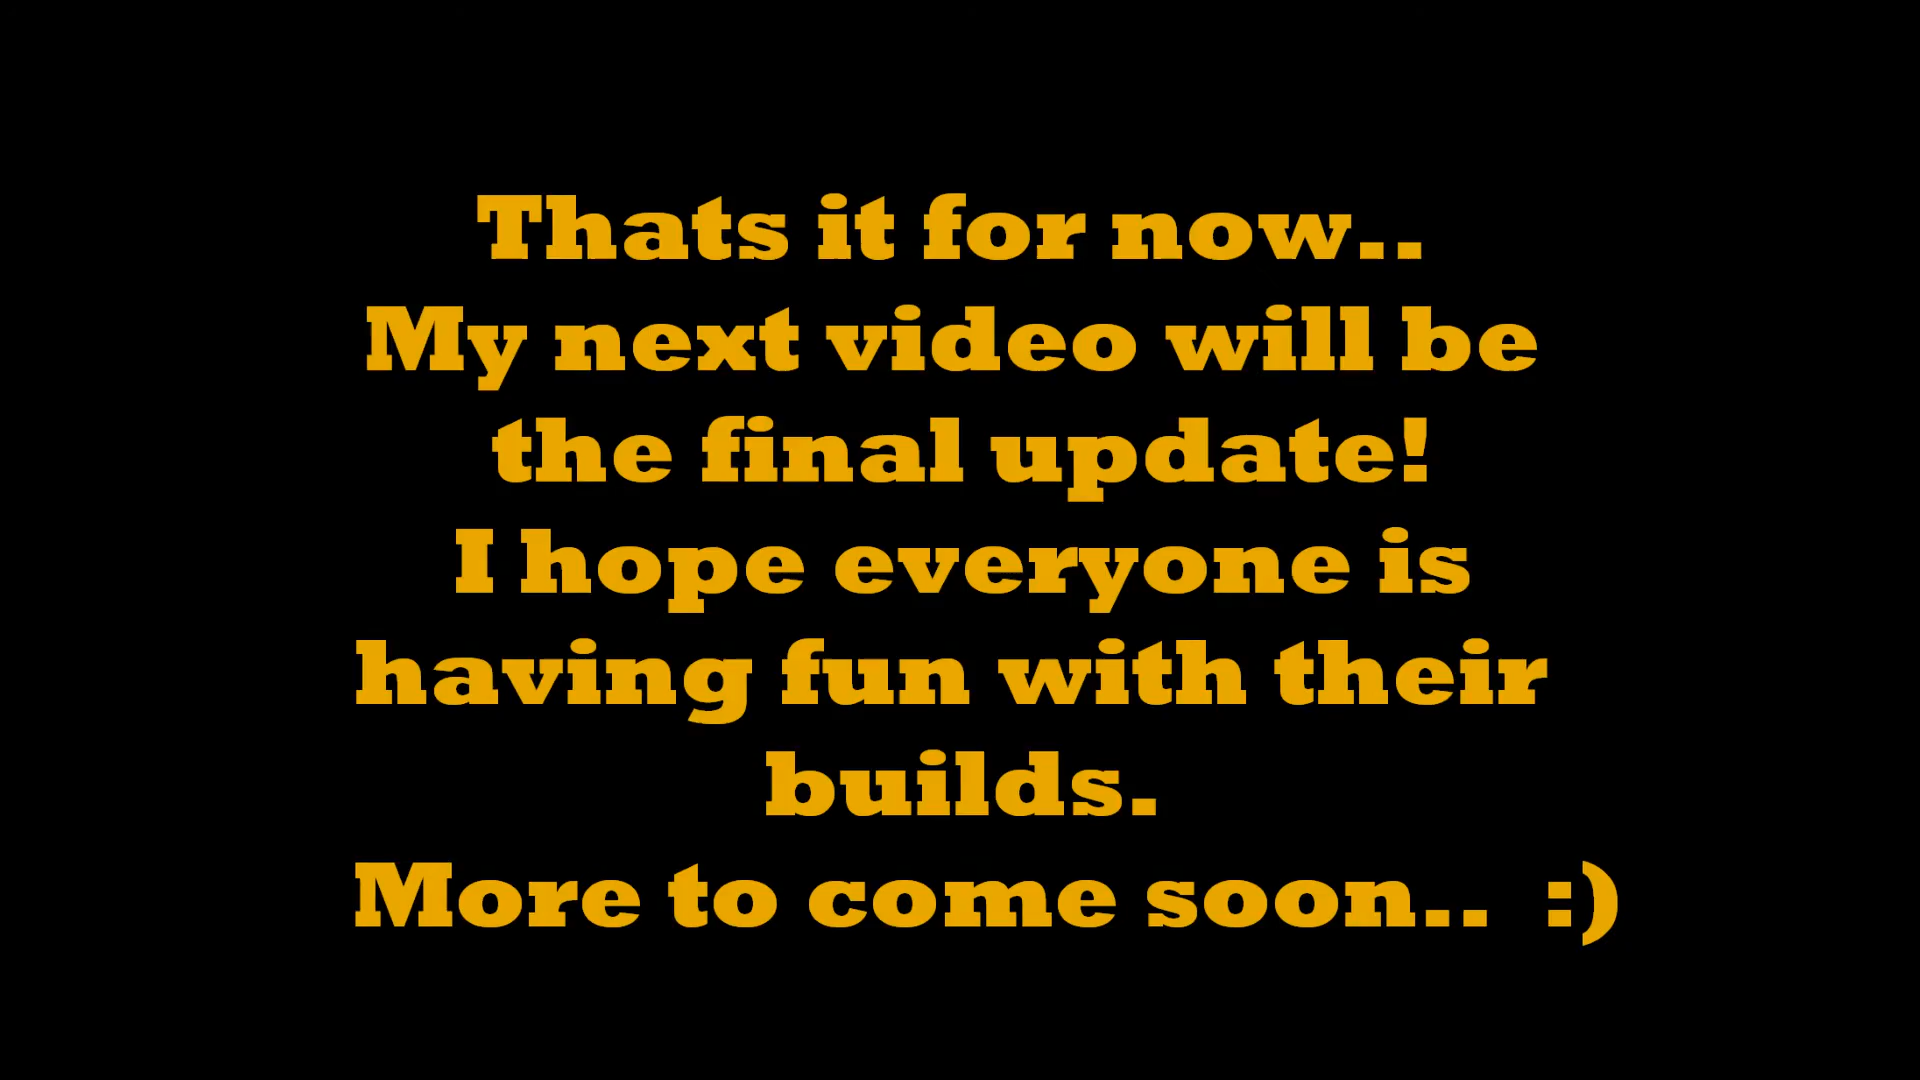 Thats it for now..
My next video will be
the final update!
I hope everyone is
having fun with their
builds.
More to come soon..  :)